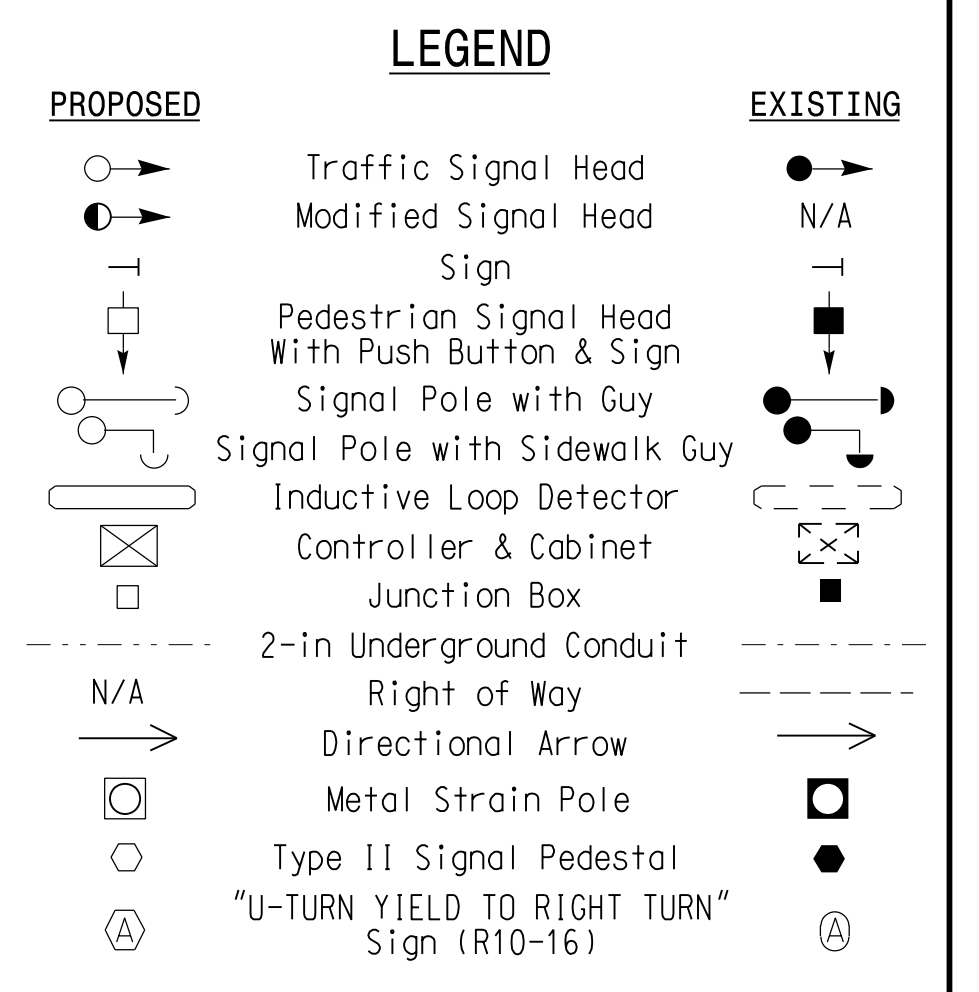 LEGEND
PROPOSED EXISTING
Traffic Signal Head
Modified Signal Head N/A
Sign
Pedestrian Signal Head
With Push Button & Sign
Signal Pole with Guy
Signal Pole with Sidewalk Guy
Inductive Loop Detector
Controller & Cabinet
Junction Box
2-in Underground Conduit
N/A Right of Way
Directional Arrow
Metal Strain Pole
Type II Signal Pedestal
"U-TURN YIELD TO RIGHT TURN"
A Sign (R10-16) A